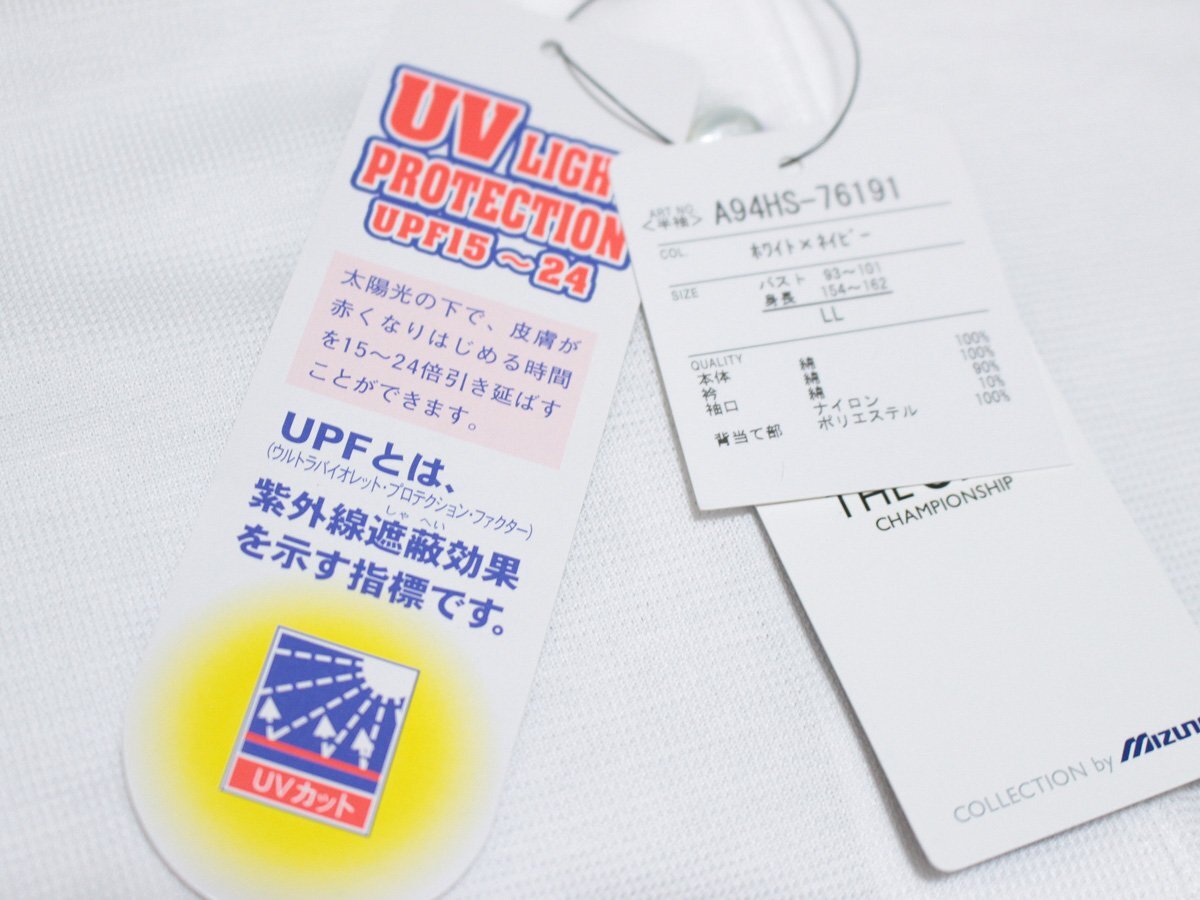 UV LIGH
PROTECTION
UPF15～24
太陽光の下で、皮膚が
赤くなりはじめる時間
を15～24倍引き延ばす
ことができます。
UPFとは、
(ウルトラバイオレット・プロテクション・ファクター)
しゃ へい
紫外線遮蔽効果
を示す指標です。
UVカット
ART NO.
<半袖> A94HS-76191
COL. ホワイト×ネイビー
SIZE バスト 93～101
身長 154～162
LL
QUALITY
本体 綿 100%
衿 綿 100%
袖口 ナイロン 90%
ポリエステル 10%
背当て部 100%
THE
CHAMPIONSHIP
COLLECTION by MIZUN